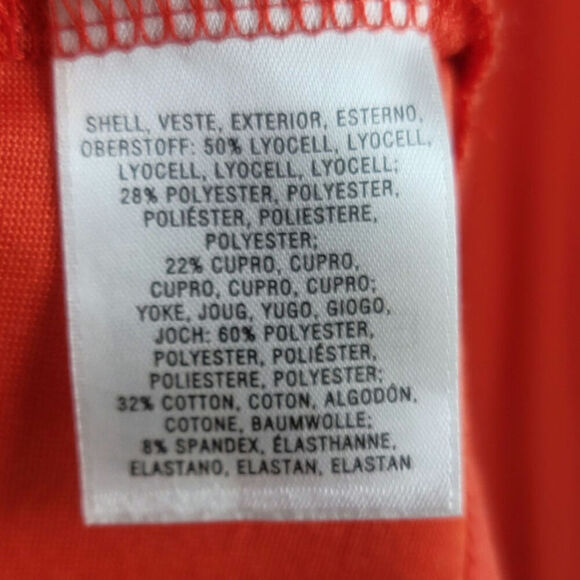 SHELL, VESTE, EXTERIOR, ESTERNO,
OBERSTOFF: 50% LYOCELL, LYOCELL,
LYOCELL, LYOCELL, LYOCELL;
28% POLYESTER, POLYESTER,
POLIÉSTER, POLIESTERE,
POLYESTER;
22% CUPRO, CUPRO,
CUPRO, CUPRO, CUPRO;
YOKE, JOUG, YUGO, GIOGO,
JOCH: 60% POLYESTER,
POLYESTER, POLIÉSTER,
POLIESTERE, POLYESTER;
32% COTTON, COTON, ALGODÓN,
COTONE, BAUMWOLLE;
8% SPANDEX, ÉLASTHANNE,
ELASTANO, ELASTAN, ELASTAN